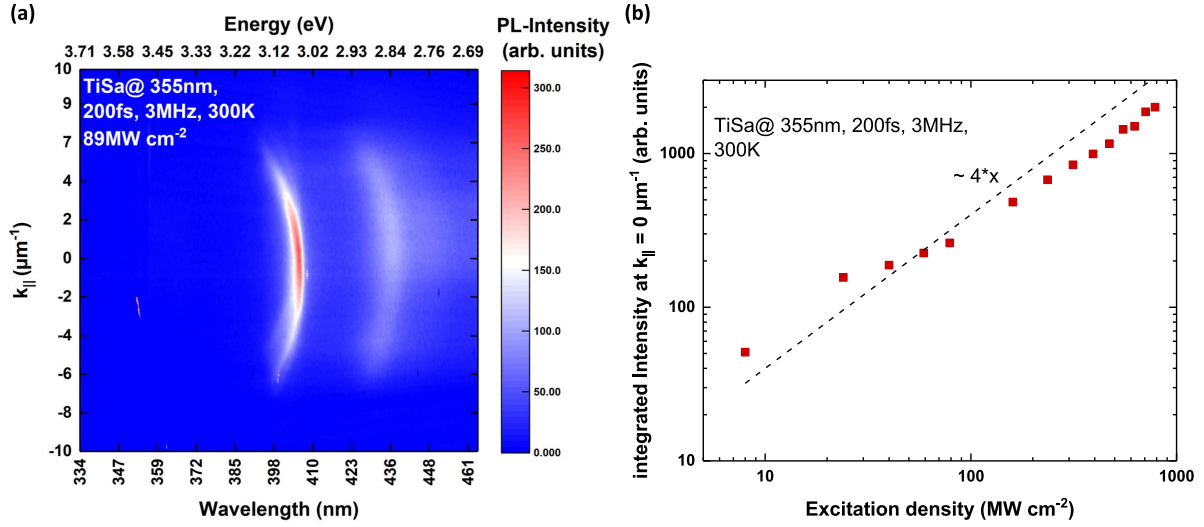 (a)
Energy (eV)
3.71 3.58 3.45 3.33 3.22 3.12 3.02 2.93 2.84 2.76 2.69
PL-Intensity
(arb. units)
TiSa@ 355nm,
200fs, 3MHz, 300K
89MW cm⁻²
k|| (µm⁻¹)
10
9
7
4
2
0
-2
-4
-6
-8
-10
334 347 359 372 385 398 410 423 436 448 461
Wavelength (nm)
300.0
250.0
200.0
150.0
100.0
50.00
0.000
(b)
integrated Intensity at k|| = 0 µm⁻¹ (arb. units)
TiSa@ 355nm, 200fs, 3MHz,
300K
~ 4*x
1000
100
10
10 100 1000
Excitation density (MW cm⁻²)